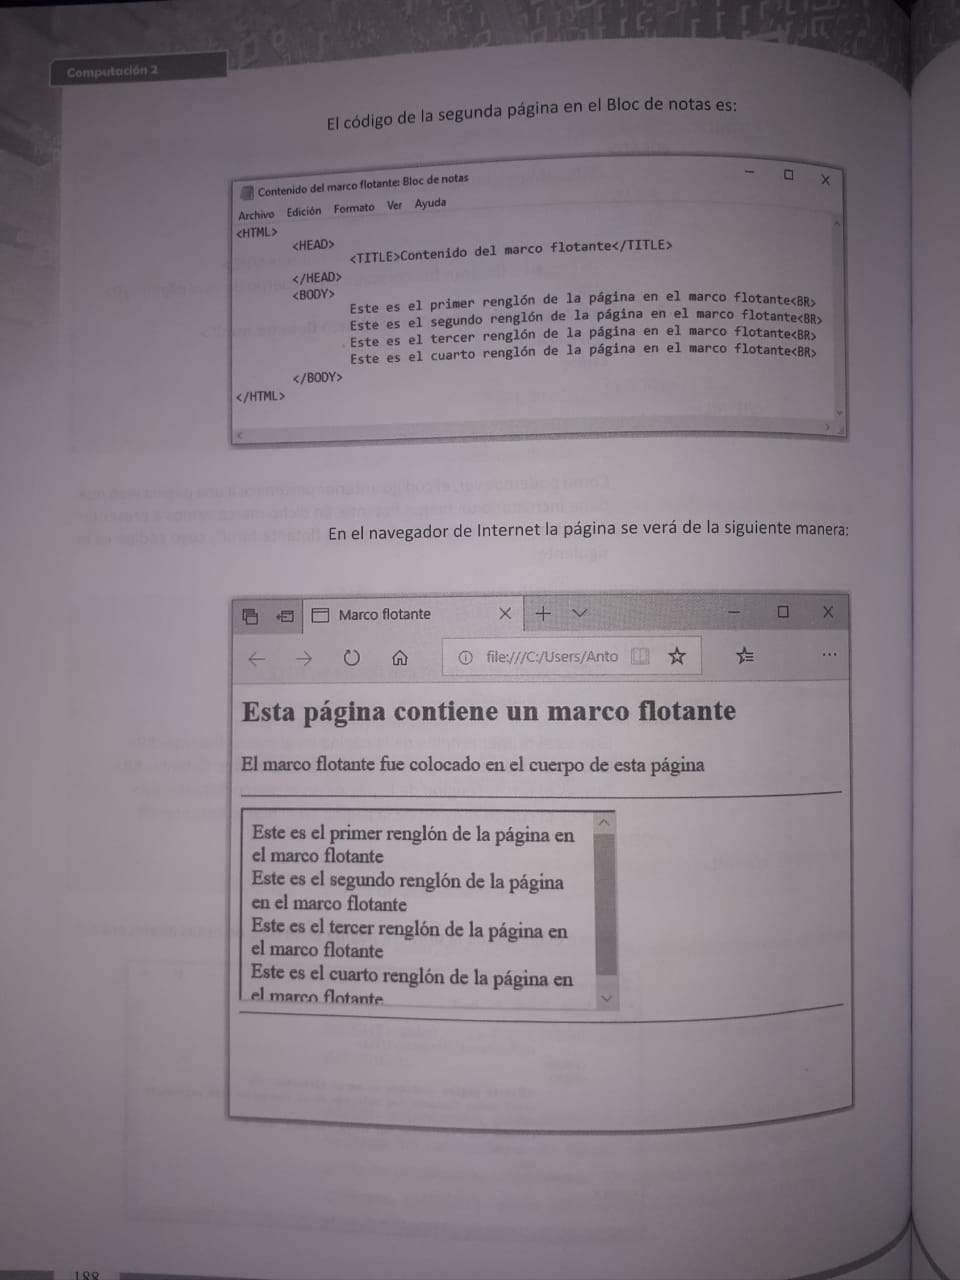 Computación 2
El código de la segunda página en el Bloc de notas es:
Contenido del marco flotante: Bloc de notas
Archivo Edición Formato Ver Ayuda
<HTML>
<HEAD>
<TITLE>Contenido del marco flotante</TITLE>
</HEAD>
<BODY>
Este es el primer renglón de la página en el marco flotante<BR>
Este es el segundo renglón de la página en el marco flotante<BR>
Este es el tercer renglón de la página en el marco flotante<BR>
Este es el cuarto renglón de la página en el marco flotante<BR>
</BODY>
</HTML>
En el navegador de Internet la página se verá de la siguiente manera:
Marco flotante
file:///C:/Users/Anto
Esta página contiene un marco flotante
El marco flotante fue colocado en el cuerpo de esta página
Este es el primer renglón de la página en
el marco flotante
Este es el segundo renglón de la página
en el marco flotante
Este es el tercer renglón de la página en
el marco flotante
Este es el cuarto renglón de la página en
el marco flotante
188